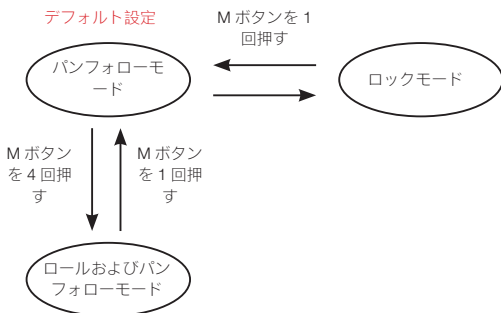 デフォルト設定
M ボタンを 1
回押す
パンフォローモ
ード
ロックモード
M ボタン
を 4 回押
す
M ボタン
を 1 回押
す
ロールおよびパン
フォローモード